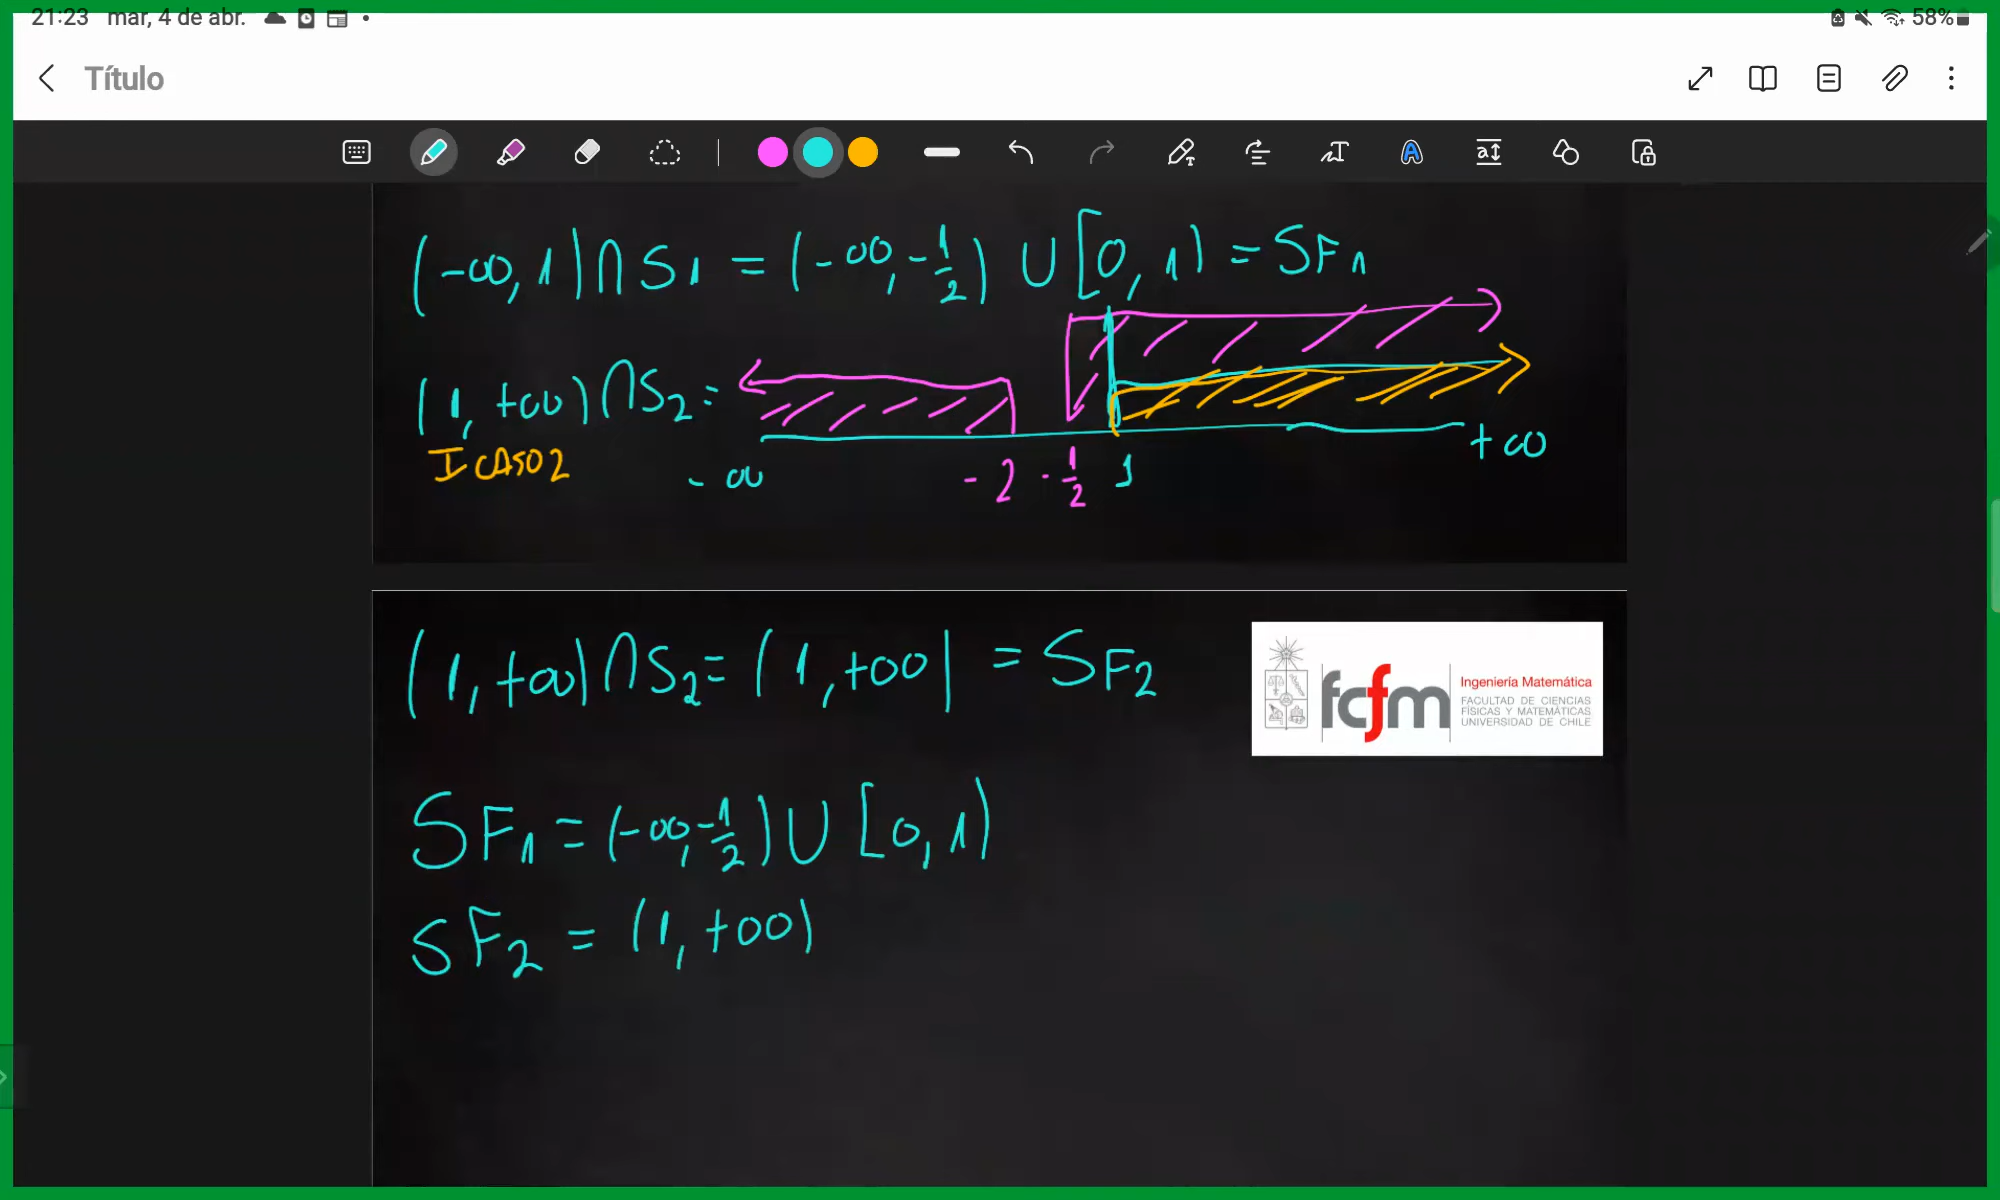 21:23 mar, 4 de abr. 58%
Título
(-∞, 1) ∩ S1 = (-∞, -1/2) ∪ [0, 1) = SF1
(1, +∞) ∩ S2 =
I CASO 2
-∞ -2 -1/2 1 +∞
(1, +∞) ∩ S2 = (1, +∞) = SF2
fcfm
Ingeniería Matemática
FACULTAD DE CIENCIAS
FÍSICAS Y MATEMÁTICAS
UNIVERSIDAD DE CHILE
SF1 = (-∞, -1/2) ∪ [0, 1)
SF2 = (1, +∞)